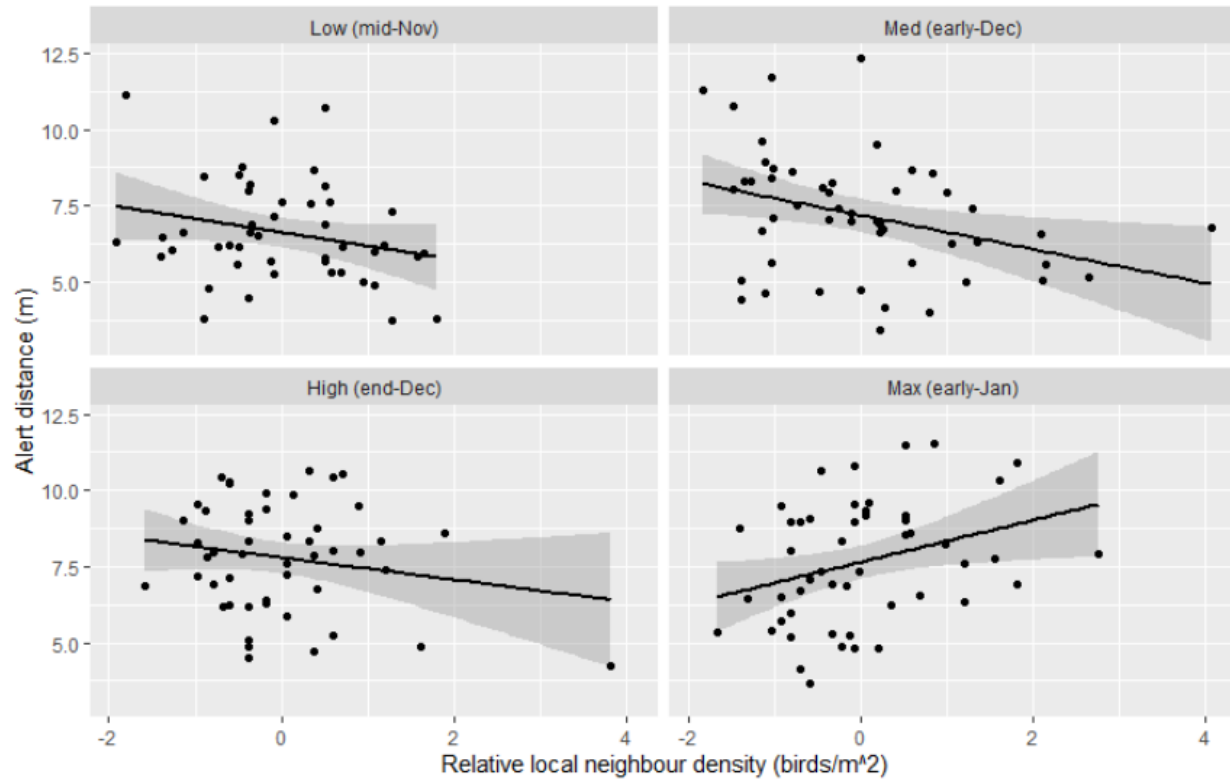 Low (mid-Nov)
Med (early-Dec)
12.5
10.0
7.5
5.0
High (end-Dec)
Max (early-Jan)
12.5
10.0
7.5
5.0
-2
0
2
4
-2
0
2
4
Alert distance (m)
Relative local neighbour density (birds/m^2)